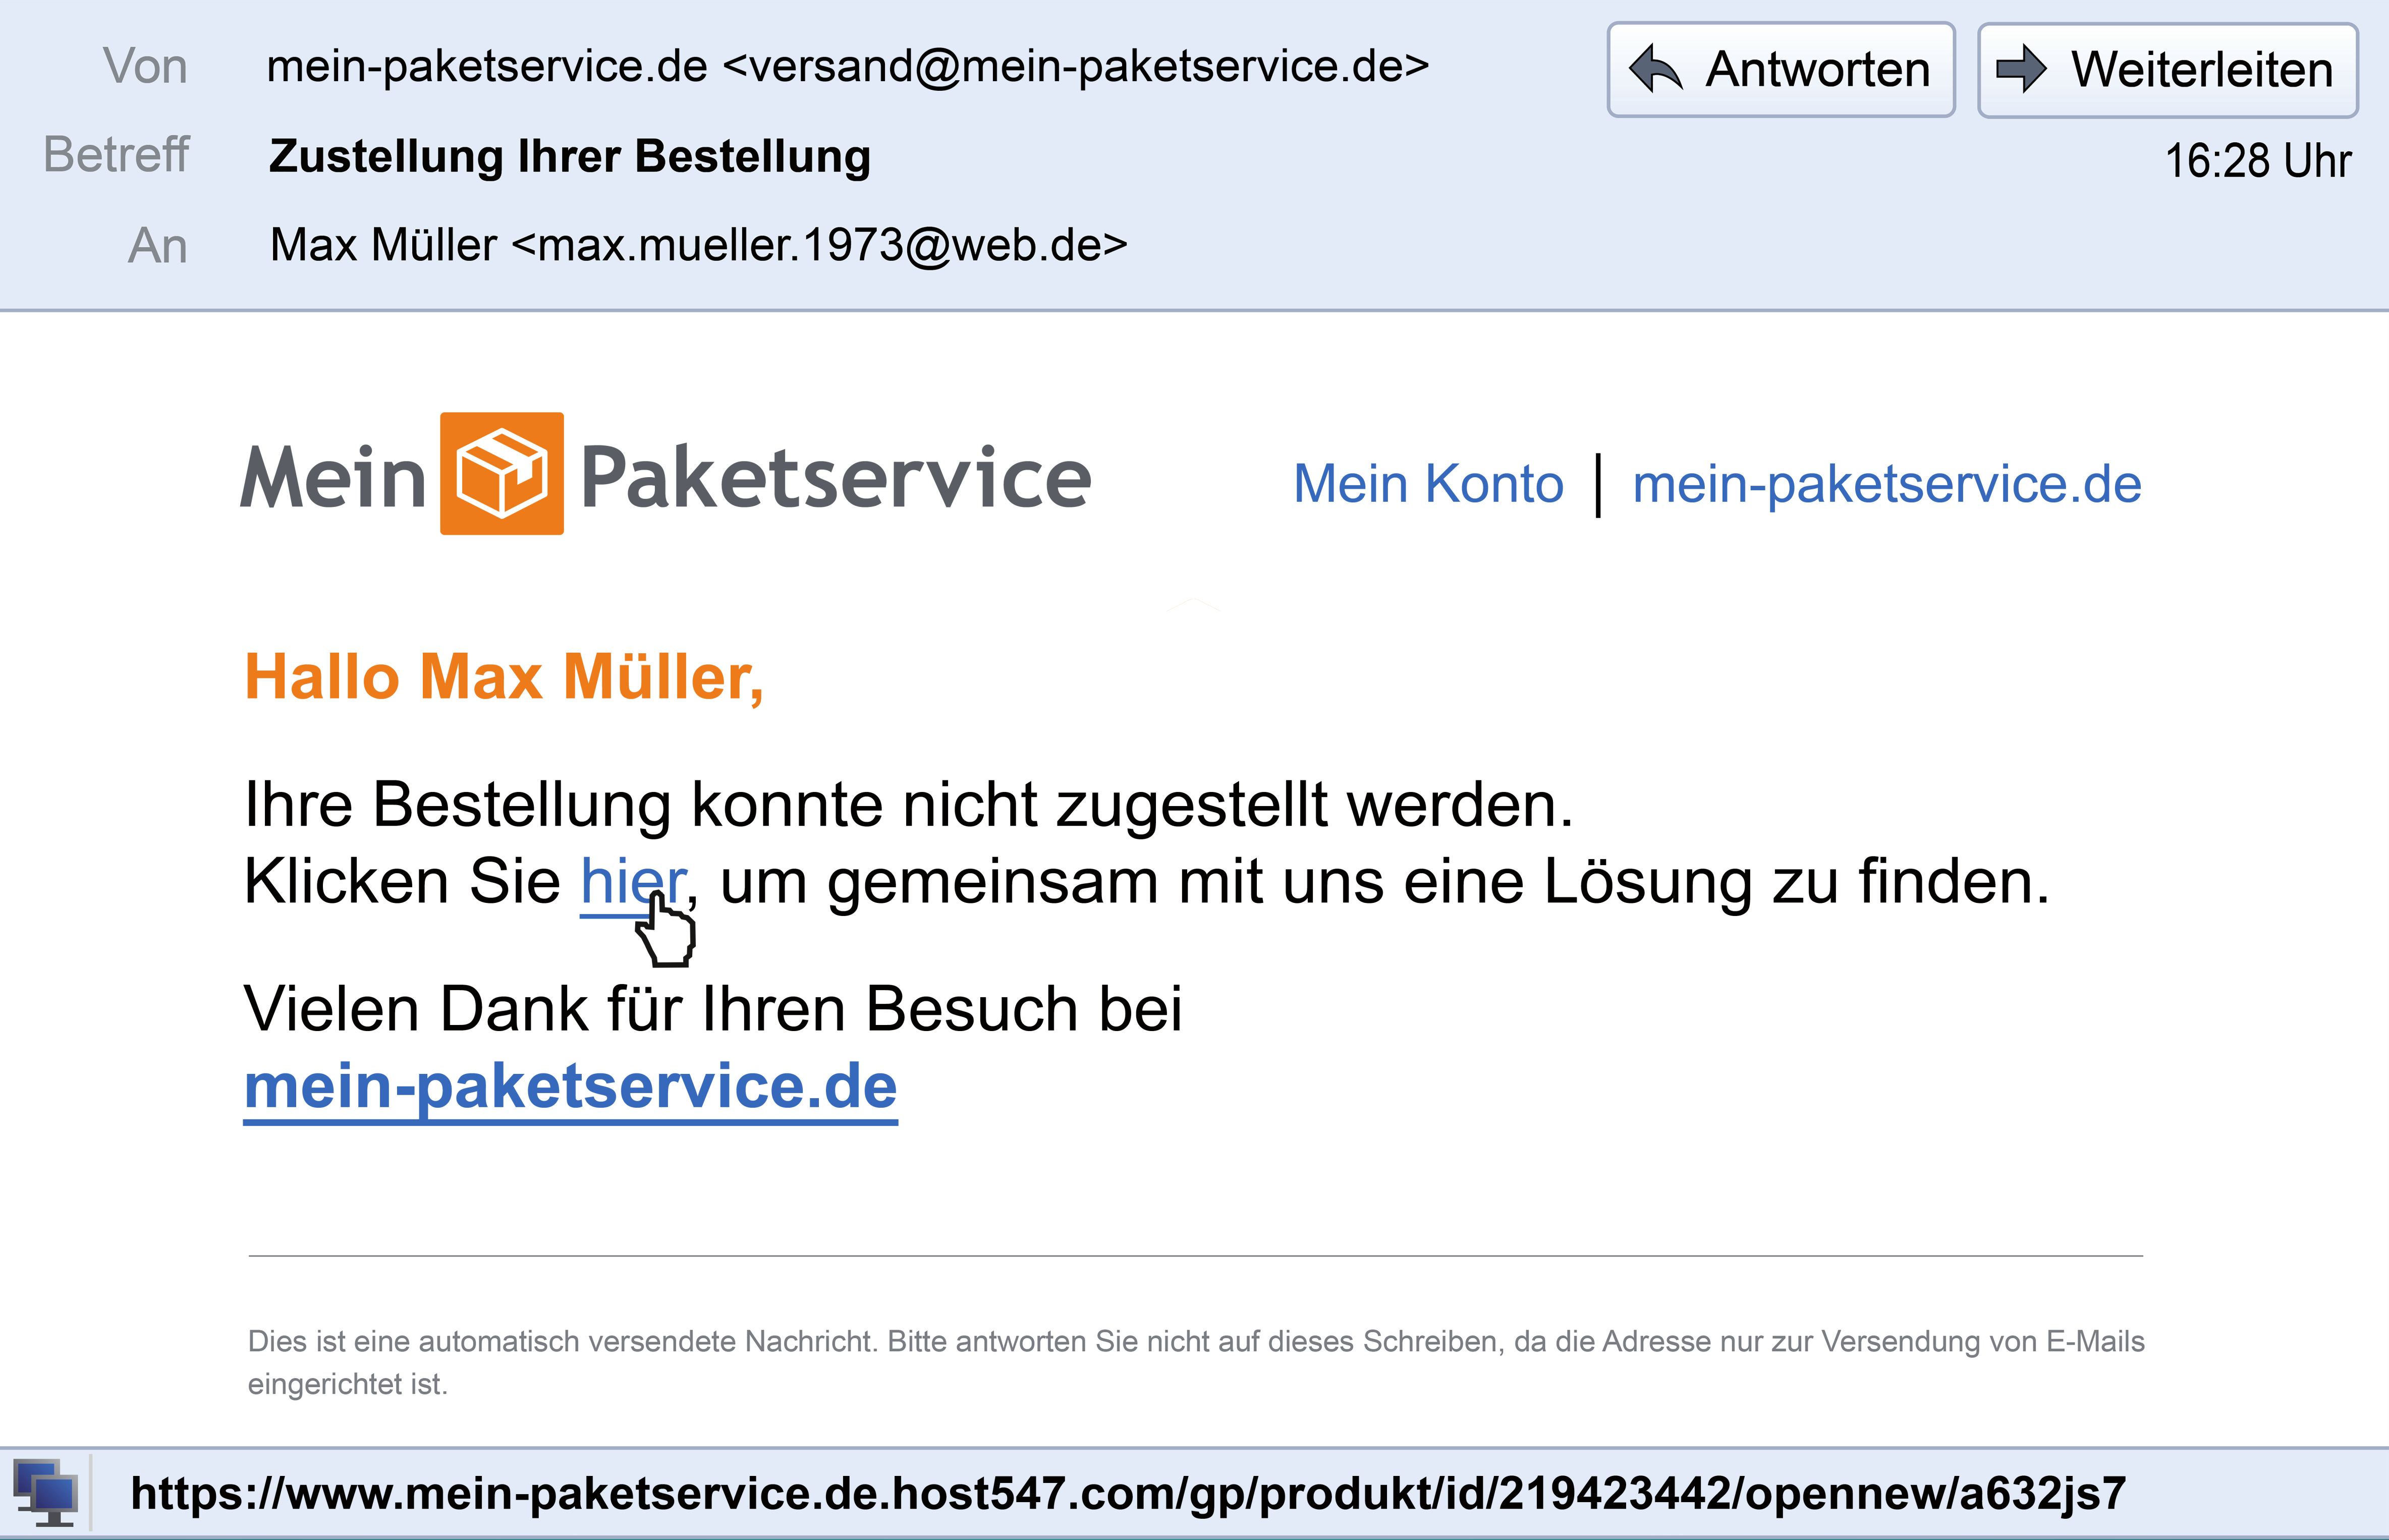 Von mein-paketservice.de <versand@mein-paketservice.de> Antworten Weiterleiten
Betreff Zustellung Ihrer Bestellung 16:28 Uhr
An Max Müller <max.mueller.1973@web.de>
Mein Paketservice Mein Konto | mein-paketservice.de
Hallo Max Müller,
Ihre Bestellung konnte nicht zugestellt werden.
Klicken Sie hier, um gemeinsam mit uns eine Lösung zu finden.
Vielen Dank für Ihren Besuch bei
mein-paketservice.de
Dies ist eine automatisch versendete Nachricht. Bitte antworten Sie nicht auf dieses Schreiben, da die Adresse nur zur Versendung von E-Mails
eingerichtet ist.
https://www.mein-paketservice.de.host547.com/gp/produkt/id/219423442/opennew/a632js7